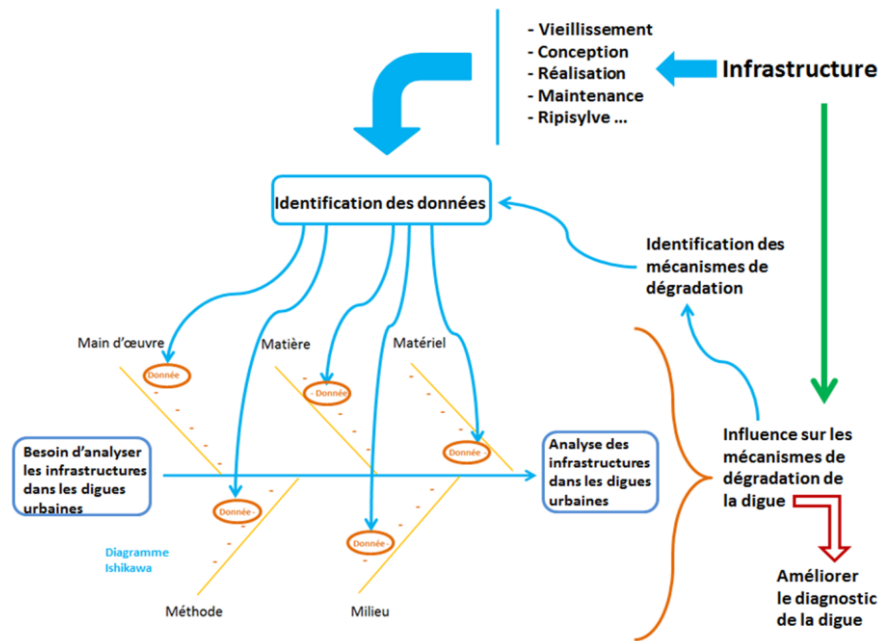 - Vieillissement
- Conception
- Réalisation
- Maintenance
- Ripisylve ...
Infrastructure
Identification des données
Identification des
mécanismes de
dégradation
Main d'œuvre
Matière
Matériel
Donnée
- Donnée
Donnée -
Besoin d'analyser
les infrastructures
dans les digues
urbaines
Analyse des
infrastructures
dans les digues
urbaines
Influence sur les
mécanismes de
dégradation de
la digue
Donnée -
Donnée -
Diagramme
Ishikawa
Méthode
Milieu
Améliorer
le diagnostic
de la digue